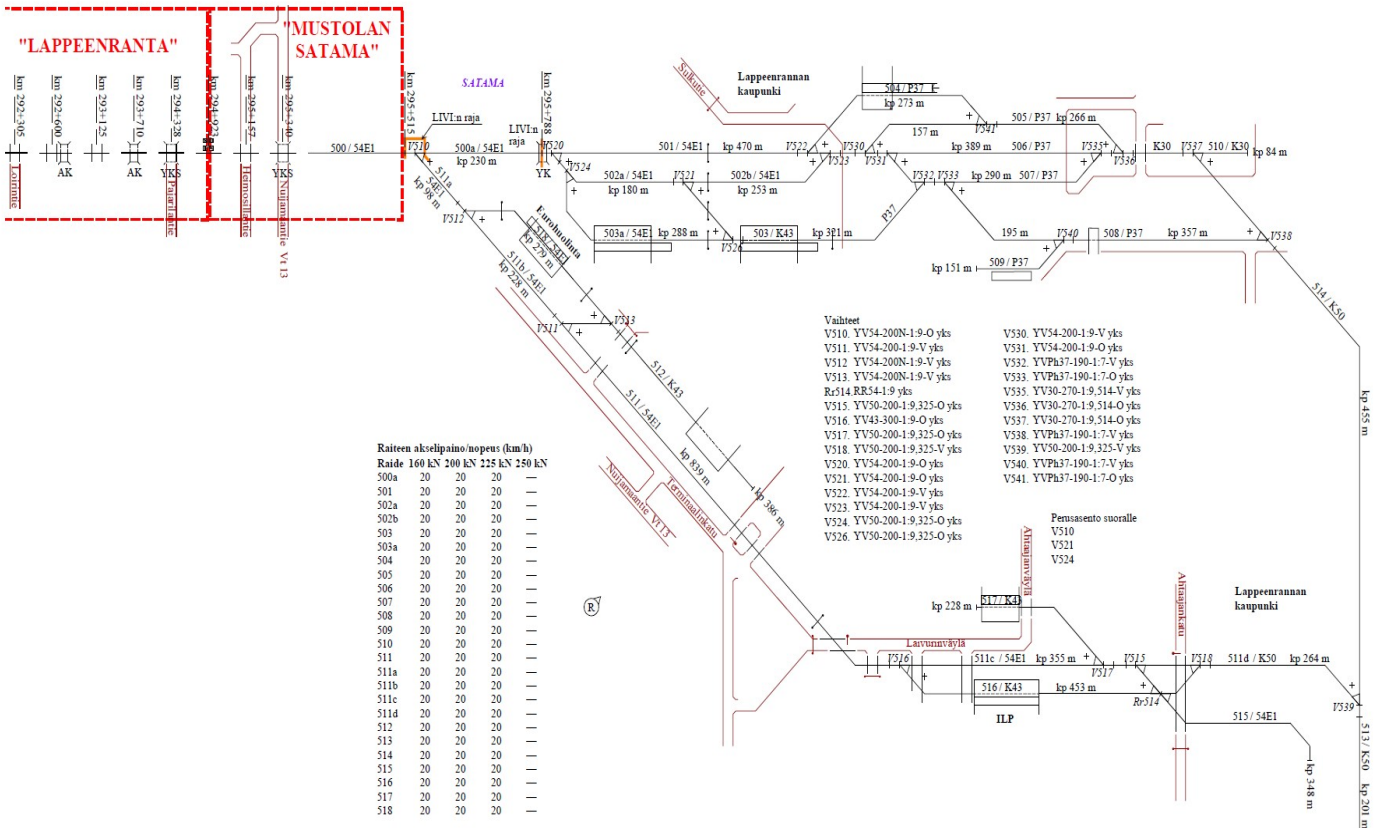 "LAPPEENRANTA"
"MUSTOLAN
SATAMA"
km 292+305
km 292+600
km 293+125
km 293+710
km 294+328
km 294+923
km 295+157
km 295+340
km 295+515
km 295+788
AK
AK
YKS
YKS
YK
Loirintie
Pajarilantie
Heimosillantie
Nuijamaantie Vt 13
SATAMA
LIVI:n raja
LIVI:n
raja
500/ 54E1
V510
500a / 54E1
kp 230 m
V520
V524
511a
54E1
kp 98 m
V512
502a / 54E1
kp 180 m
V521
501 / 54E1
kp 470 m
502b / 54E1
kp 253 m
503a / 54E1
kp 288 m
V526
503 / K43
kp 321 m
Sulkutie
Lappeenrannan
kaupunki
504 / P37
kp 273 m
V541
505 / P37
kp 266 m
157 m
V522
V523
V530
V531
kp 389 m
506 / P37
V535
V536
K30
V537
510 / K30
kp 84 m
V532
V533
kp 290 m
507 / P37
P37
195 m
V540
508 / P37
kp 357 m
V538
kp 151 m
509 / P37
514 / K50
kp 455 m
Eurohuolinta
518 / 54E1
kp 279 m
511b / 54E1
kp 228 m
V511
V513
512 / K43
511 / 54E1
kp 839 m
kp 386 m
Nuijamaantie Vt 13
Terminaalinkatu
Vaihteet
V510. YV54-200N-1:9-O yks
V511. YV54-200-1:9-V yks
V512 YV54-200N-1:9-V yks
V513. YV54-200N-1:9-V yks
Rr514. RR54-1:9 yks
V515. YV50-200-1:9,325-O yks
V516. YV43-300-1:9-O yks
V517. YV50-200-1:9,325-O yks
V518. YV50-200-1:9,325-V yks
V520. YV54-200-1:9-O yks
V521. YV54-200-1:9-O yks
V522. YV54-200-1:9-V yks
V523. YV54-200-1:9-V yks
V524. YV50-200-1:9,325-O yks
V526. YV50-200-1:9,325-O yks
V530. YV54-200-1:9-V yks
V531. YV54-200-1:9-O yks
V532. YVPh37-190-1:7-V yks
V533. YVPh37-190-1:7-O yks
V535. YV30-270-1:9,514-V yks
V536. YV30-270-1:9,514-O yks
V537. YV30-270-1:9,514-O yks
V538. YVPh37-190-1:7-V yks
V539. YV50-200-1:9,325-V yks
V540. YVPh37-190-1:7-V yks
V541. YVPh37-190-1:7-O yks
Perusasento suoralle
V510
V521
V524
Raiteen akselipaino/nopeus (km/h)
Raide 160 kN 200 kN 225 kN 250 kN
500a 20 20 20 —
501 20 20 20 —
502a 20 20 20 —
502b 20 20 20 —
503 20 20 20 —
503a 20 20 20 —
504 20 20 20 —
505 20 20 20 —
506 20 20 20 —
507 20 20 20 —
508 20 20 20 —
509 20 20 20 —
510 20 20 20 —
511 20 20 20 —
511a 20 20 20 —
511b 20 20 20 —
511c 20 20 20 —
511d 20 20 20 —
512 20 20 20 —
513 20 20 20 —
514 20 20 20 —
515 20 20 20 —
516 20 20 20 —
517 20 20 20 —
518 20 20 20 —
R
Ahtaajanväylä
Ahtaajankatu
Lappeenrannan
kaupunki
kp 228 m
517 / K43
Laivunnväylä
V516
511c / 54E1
kp 355 m
V517
V515
V518
511d / K50
kp 264 m
516 / K43
kp 453 m
ILP
Rr514
515 / 54E1
kp 348 m
V539
513 / K50
kp 201 m